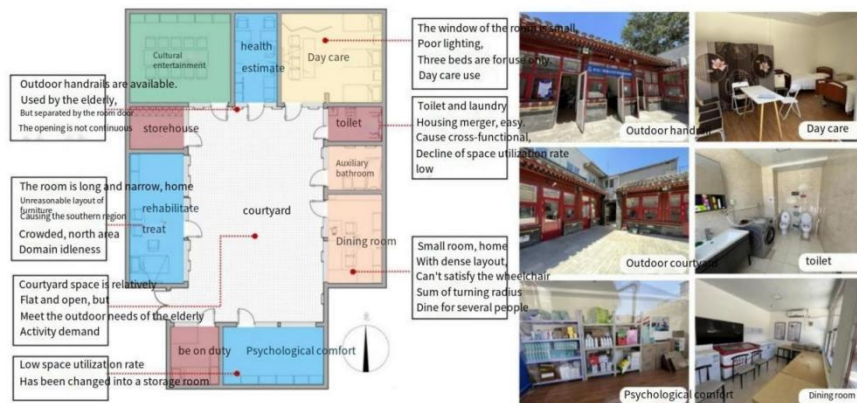 Outdoor handrails are available.
Used by the elderly,
But separated by the room door.
The opening is not continuous
The room is long and narrow, home
Unreasonable layout of
furniture
Causing the southern region
Crowded, north area
Domain idleness
Courtyard space is relatively
Flat and open, but
Meet the outdoor needs of the elderly
Activity demand
Low space utilization rate
Has been changed into a storage room
Cultural
entertainment
health
estimate
Day care
storehouse
toilet
Auxiliary
bathroom
rehabilitate
treat
courtyard
Dining room
be on duty
Psychological comfort
The window of the room is small,
Poor lighting,
Three beds are for use only.
Day care use
Toilet and laundry
Housing merger, easy.
Cause cross-functional,
Decline of space utilization rate
low
Small room, home
With dense layout,
Can't satisfy the wheelchair
Sum of turning radius
Dine for several people
Outdoor handrail
Day care
Outdoor courtyard
toilet
Psychological comfort
Dining room